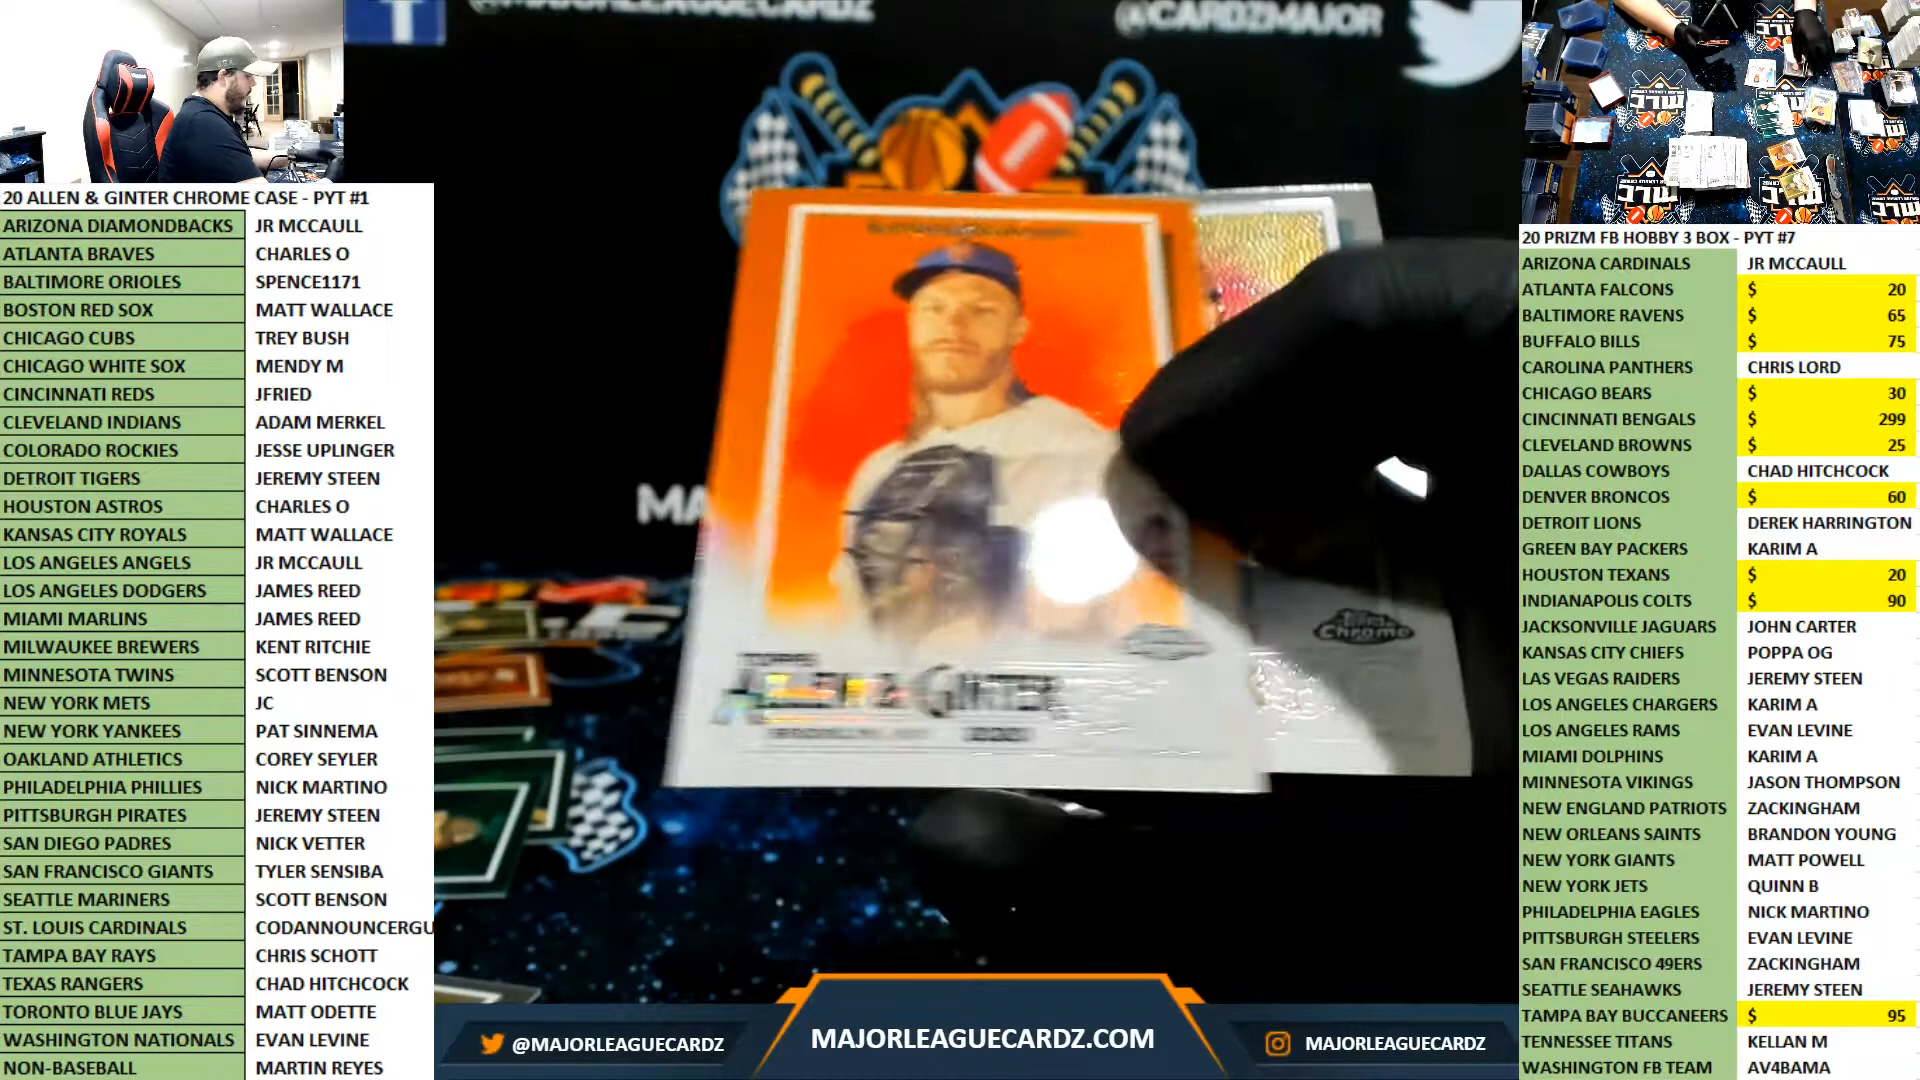 @MAJORLEAGUECARDZ
@CARDZMAJOR
20 ALLEN & GINTER CHROME CASE - PYT #1
ARIZONA DIAMONDBACKS JR MCCAULL
ATLANTA BRAVES CHARLES O
BALTIMORE ORIOLES SPENCE1171
BOSTON RED SOX MATT WALLACE
CHICAGO CUBS TREY BUSH
CHICAGO WHITE SOX MENDY M
CINCINNATI REDS JFRIED
CLEVELAND INDIANS ADAM MERKEL
COLORADO ROCKIES JESSE UPLINGER
DETROIT TIGERS JEREMY STEEN
HOUSTON ASTROS CHARLES O
KANSAS CITY ROYALS MATT WALLACE
LOS ANGELES ANGELS JR MCCAULL
LOS ANGELES DODGERS JAMES REED
MIAMI MARLINS JAMES REED
MILWAUKEE BREWERS KENT RITCHIE
MINNESOTA TWINS SCOTT BENSON
NEW YORK METS JC
NEW YORK YANKEES PAT SINNEMA
OAKLAND ATHLETICS COREY SEYLER
PHILADELPHIA PHILLIES NICK MARTINO
PITTSBURGH PIRATES JEREMY STEEN
SAN DIEGO PADRES NICK VETTER
SAN FRANCISCO GIANTS TYLER SENSIBA
SEATTLE MARINERS SCOTT BENSON
ST. LOUIS CARDINALS CODANNOUNCERGU
TAMPA BAY RAYS CHRIS SCHOTT
TEXAS RANGERS CHAD HITCHCOCK
TORONTO BLUE JAYS MATT ODETTE
WASHINGTON NATIONALS EVAN LEVINE
NON-BASEBALL MARTIN REYES
MA
Topps
Chrome
TOPPS
ALLEN & GINTER
@MAJORLEAGUECARDZ
MAJORLEAGUECARDZ.COM
MAJORLEAGUECARDZ
20 PRIZM FB HOBBY 3 BOX - PYT #7
ARIZONA CARDINALS JR MCCAULL
ATLANTA FALCONS $ 20
BALTIMORE RAVENS $ 65
BUFFALO BILLS $ 75
CAROLINA PANTHERS CHRIS LORD
CHICAGO BEARS $ 30
CINCINNATI BENGALS $ 299
CLEVELAND BROWNS $ 25
DALLAS COWBOYS CHAD HITCHCOCK
DENVER BRONCOS $ 60
DETROIT LIONS DEREK HARRINGTON
GREEN BAY PACKERS KARIM A
HOUSTON TEXANS $ 20
INDIANAPOLIS COLTS $ 90
JACKSONVILLE JAGUARS JOHN CARTER
KANSAS CITY CHIEFS POPPA OG
LAS VEGAS RAIDERS JEREMY STEEN
LOS ANGELES CHARGERS KARIM A
LOS ANGELES RAMS EVAN LEVINE
MIAMI DOLPHINS KARIM A
MINNESOTA VIKINGS JASON THOMPSON
NEW ENGLAND PATRIOTS ZACKINGHAM
NEW ORLEANS SAINTS BRANDON YOUNG
NEW YORK GIANTS MATT POWELL
NEW YORK JETS QUINN B
PHILADELPHIA EAGLES NICK MARTINO
PITTSBURGH STEELERS EVAN LEVINE
SAN FRANCISCO 49ERS ZACKINGHAM
SEATTLE SEAHAWKS JEREMY STEEN
TAMPA BAY BUCCANEERS $ 95
TENNESSEE TITANS KELLAN M
WASHINGTON FB TEAM AV4BAMA